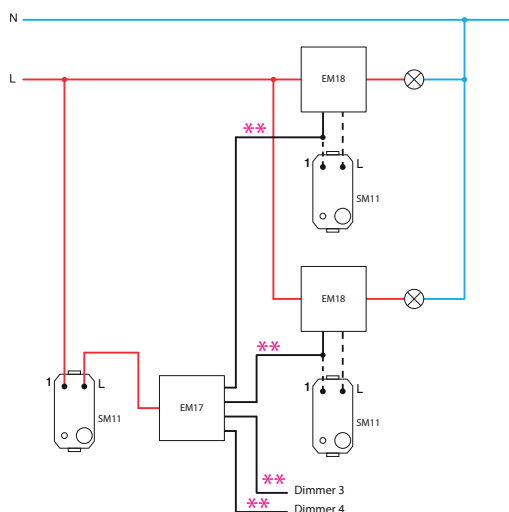 N
L
EM18
**
1
L
SM11
EM18
**
1
L
SM11
1
L
SM11
EM17
**
Dimmer 3
**
Dimmer 4